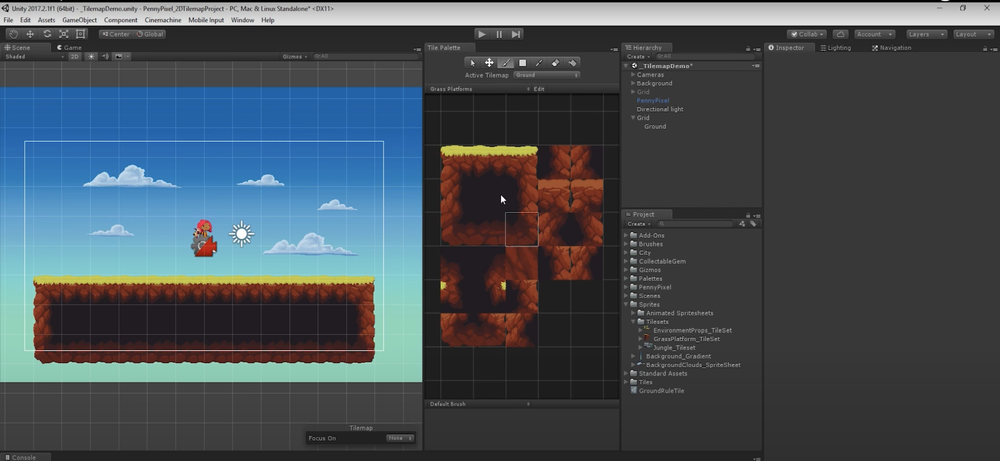 Unity 2017.2.1f1 (64bit) - _TilemapDemo.unity - PennyPixel_2DTilemapProject - PC, Mac & Linux Standalone* <DX11>
File Edit Assets GameObject Component Cinemachine Mobile Input Window Help
Center Global Collab Account Layers Layout
Scene Game
Shaded 2D Gizmos All
Tile Palette
Active Tilemap Ground
Grass Platforms Edit
Default Brush
Tilemap
Focus On None
Console
Hierarchy
Create All
_TilemapDemo*
Cameras
Background
Grid
PennyPixel
Directional light
Grid
Ground
Project
Create
Add-Ons
Brushes
City
CollectableGem
Gizmos
Palettes
PennyPixel
Scenes
Sprites
Animated Spritesheets
Tilesets
EnvironmentProps_TileSet
GrassPlatform_TileSet
Jungle_Tileset
Background_Gradient
BackgroundClouds_SpriteSheet
Standard Assets
Tiles
GroundRuleTile
Inspector Lighting Navigation